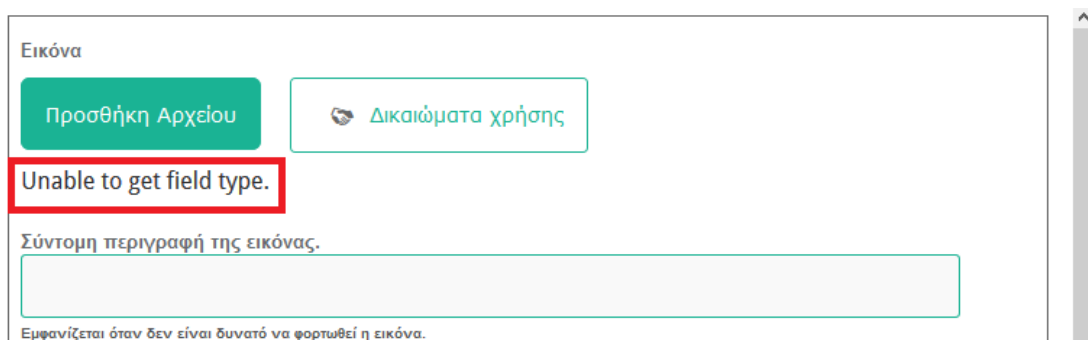 Εικόνα
Προσθήκη Αρχείου
Δικαιώματα χρήσης
Unable to get field type.
Σύντομη περιγραφή της εικόνας.
Εμφανίζεται όταν δεν είναι δυνατό να φορτωθεί η εικόνα.